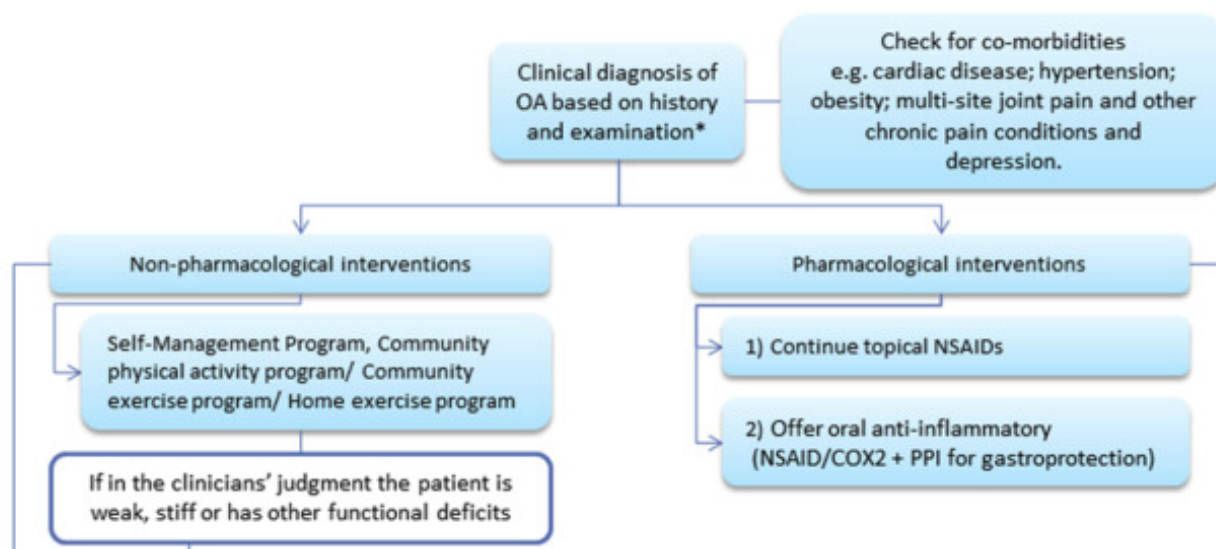 Clinical diagnosis of
OA based on history
and examination*
Check for co-morbidities
e.g. cardiac disease; hypertension;
obesity; multi-site joint pain and other
chronic pain conditions and
depression.
Non-pharmacological interventions
Pharmacological interventions
Self-Management Program, Community
physical activity program/ Community
exercise program/ Home exercise program
1) Continue topical NSAIDs
2) Offer oral anti-inflammatory
(NSAID/COX2 + PPI for gastroprotection)
If in the clinicians’ judgment the patient is
weak, stiff or has other functional deficits